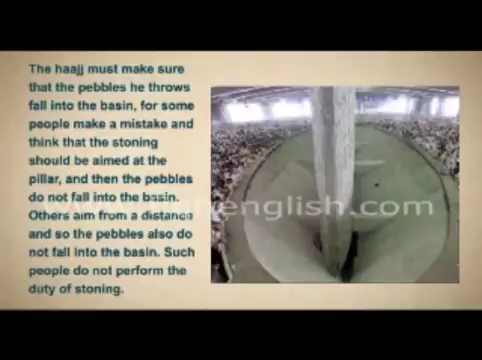 The haajj must make sure
that the pebbles he throws
fall into the basin, for some
people make a mistake and
think that the stoning
should be aimed at the
pillar, and then the pebbles
do not fall into the basin.
Others aim from a distance
and so the pebbles also do
not fall into the basin. Such
people do not perform the
duty of stoning.
english.com